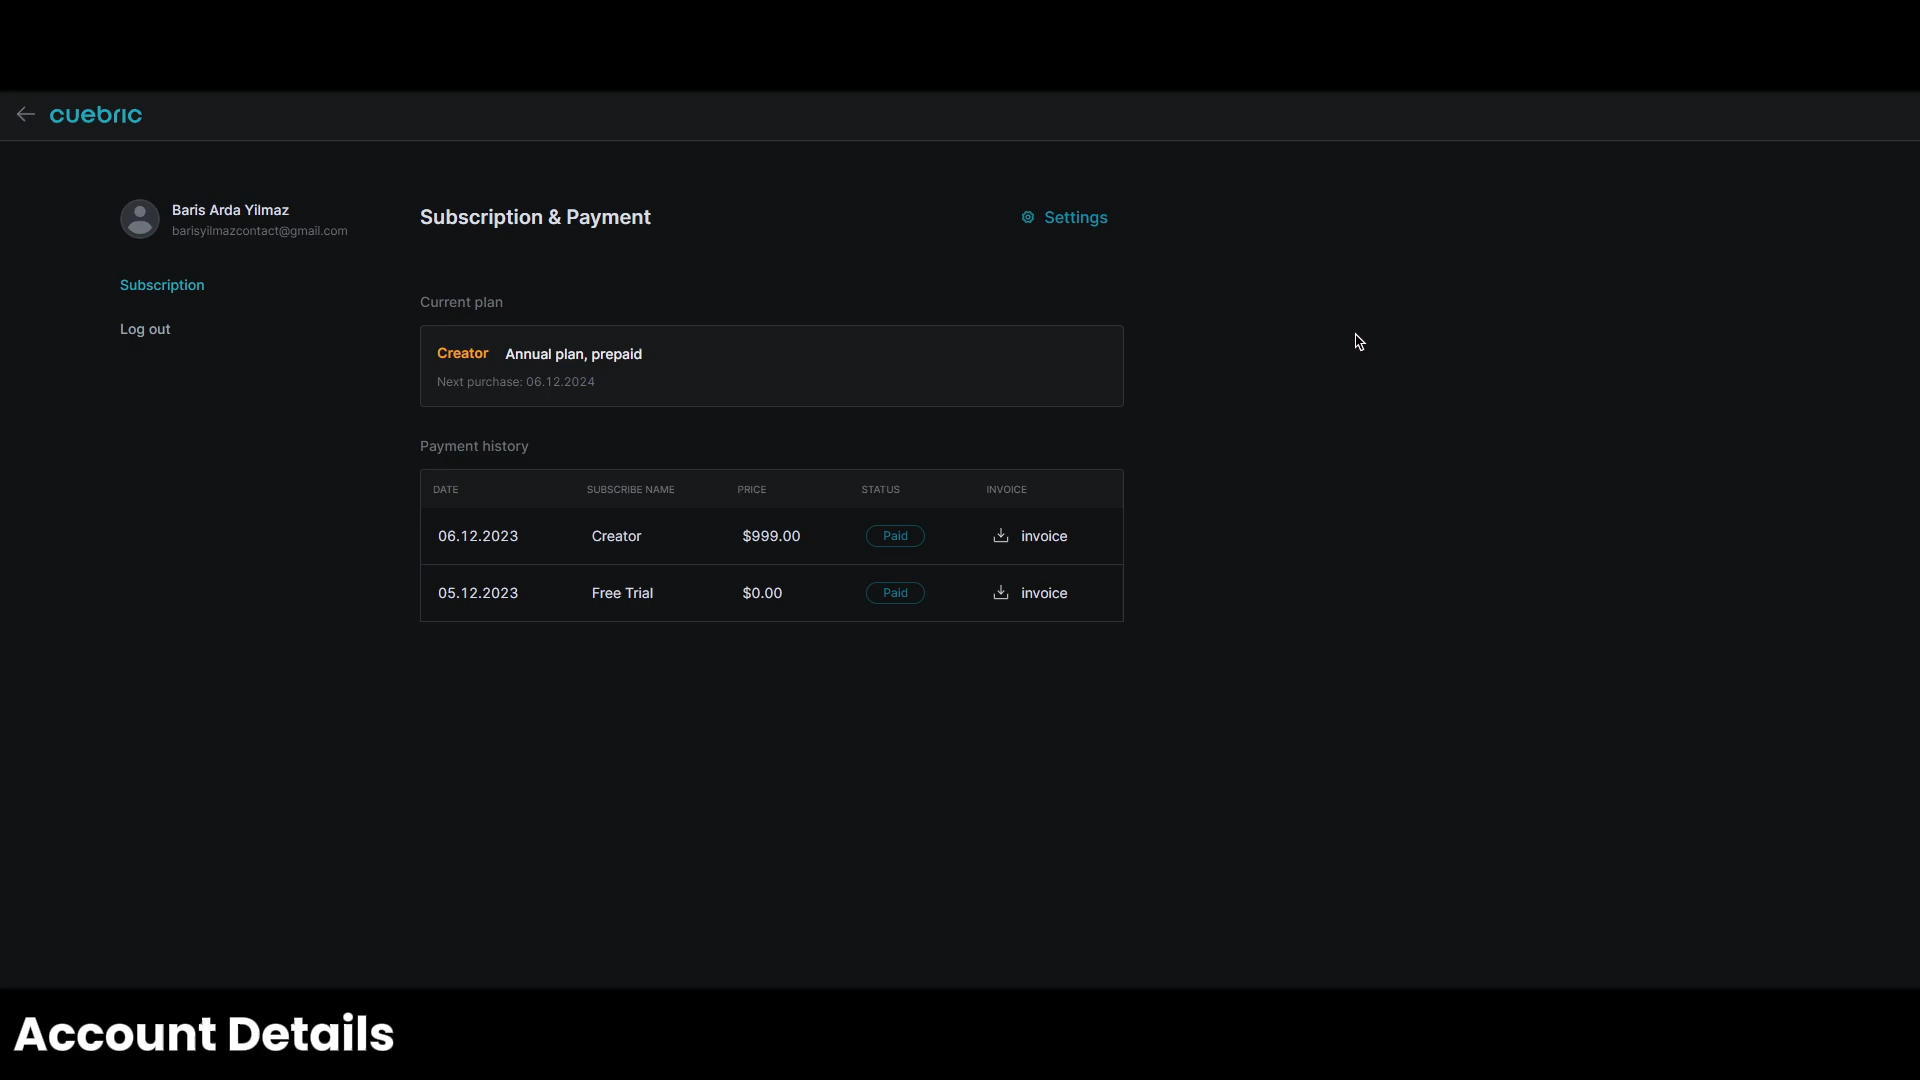 cuebric
Baris Arda Yilmaz
barisyilmazcontact@gmail.com
Subscription
Log out
Subscription & Payment
Settings
Current plan
Creator Annual plan, prepaid
Next purchase: 06.12.2024
Payment history
DATE SUBSCRIBE NAME PRICE STATUS INVOICE
06.12.2023 Creator $999.00 Paid invoice
05.12.2023 Free Trial $0.00 Paid invoice
Account Details